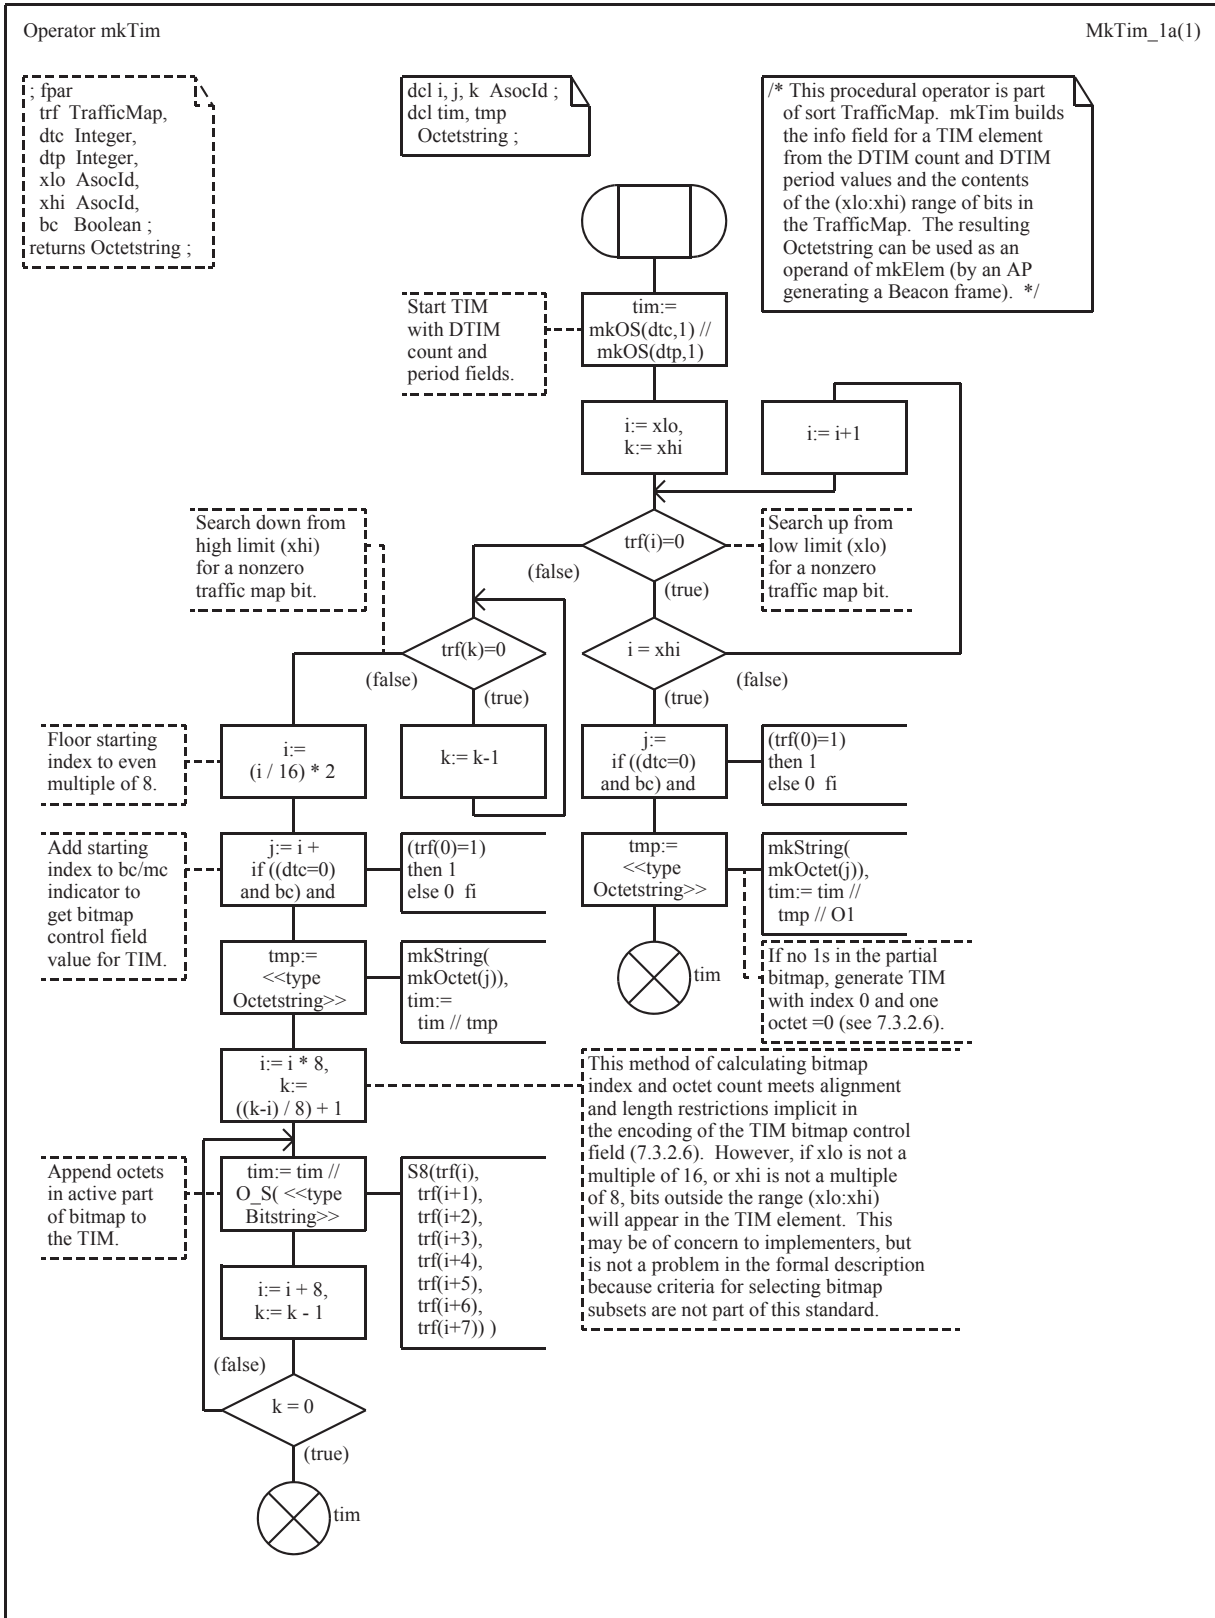 Operator mkTim
MkTim_1a(1)
; fpar
trf TrafficMap,
dtc Integer,
dtp Integer,
xlo AsocId,
xhi AsocId,
bc Boolean ;
returns Octetstring ;
dcl i, j, k AsocId ;
dcl tim, tmp
Octetstring ;
/* This procedural operator is part
of sort TrafficMap. mkTim builds
the info field for a TIM element
from the DTIM count and DTIM
period values and the contents
of the (xlo:xhi) range of bits in
the TrafficMap. The resulting
Octetstring can be used as an
operand of mkElem (by an AP
generating a Beacon frame). */
Start TIM
with DTIM
count and
period fields.
tim:=
mkOS(dtc,1) //
mkOS(dtp,1)
i:= xlo,
k:= xhi
i:= i+1
Search down from
high limit (xhi)
for a nonzero
traffic map bit.
trf(i)=0
(false)
(true)
Search up from
low limit (xlo)
for a nonzero
traffic map bit.
trf(k)=0
(false)
(true)
i = xhi
(true)
(false)
Floor starting
index to even
multiple of 8.
i:=
(i / 16) * 2
k:= k-1
j:=
if ((dtc=0)
and bc) and
(trf(0)=1)
then 1
else 0 fi
Add starting
index to bc/mc
indicator to
get bitmap
control field
value for TIM.
j:= i +
if ((dtc=0)
and bc) and
(trf(0)=1)
then 1
else 0 fi
tmp:=
<<type
Octetstring>>
mkString(
mkOctet(j)),
tim:= tim //
tmp // O1
tmp:=
<<type
Octetstring>>
mkString(
mkOctet(j)),
tim:=
tim // tmp
tim
If no 1s in the partial
bitmap, generate TIM
with index 0 and one
octet =0 (see 7.3.2.6).
i:= i * 8,
k:=
((k-i) / 8) + 1
This method of calculating bitmap
index and octet count meets alignment
and length restrictions implicit in
the encoding of the TIM bitmap control
field (7.3.2.6). However, if xlo is not a
multiple of 16, or xhi is not a multiple
of 8, bits outside the range (xlo:xhi)
will appear in the TIM element. This
may be of concern to implementers, but
is not a problem in the formal description
because criteria for selecting bitmap
subsets are not part of this standard.
Append octets
in active part
of bitmap to
the TIM.
tim:= tim //
O_S( <<type
Bitstring>>
S8(trf(i),
trf(i+1),
trf(i+2),
trf(i+3),
trf(i+4),
trf(i+5),
trf(i+6),
trf(i+7)) )
i:= i + 8,
k:= k - 1
(false)
k = 0
(true)
tim